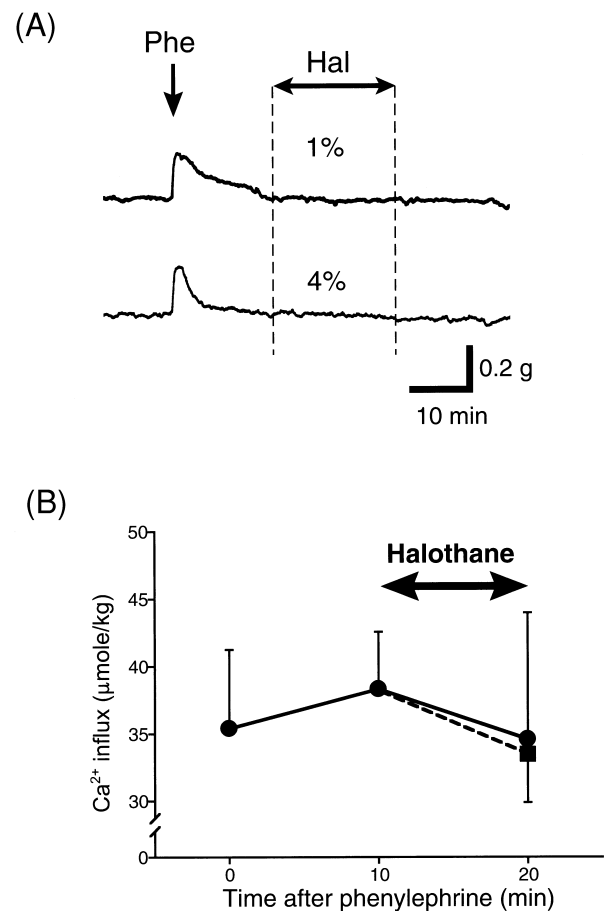 (A)
Phe
Hal
1%
4%
0.2 g
10 min
(B)
50
Halothane
45
40
35
30
0
Ca²⁺ influx (μmole/kg)
0 10 20
Time after phenylephrine (min)